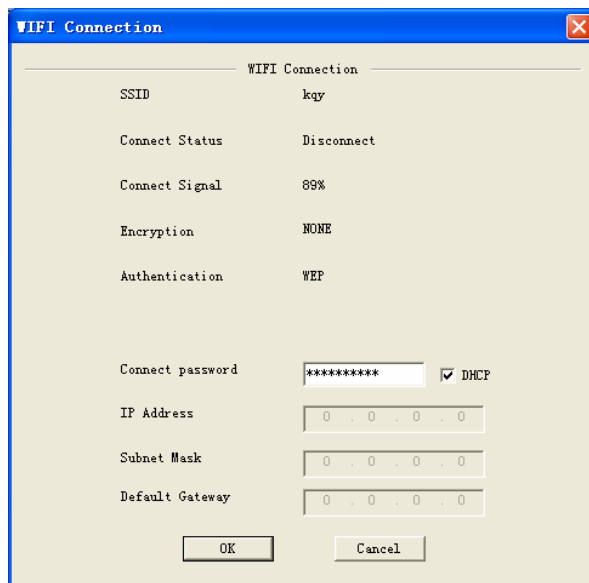 WIFI Connection
WIFI Connection
SSID kqy
Connect Status Disconnect
Connect Signal 89%
Encryption NONE
Authentication WEP
Connect password ********** DHCP
IP Address 0 . 0 . 0 . 0
Subnet Mask 0 . 0 . 0 . 0
Default Gateway 0 . 0 . 0 . 0
OK Cancel